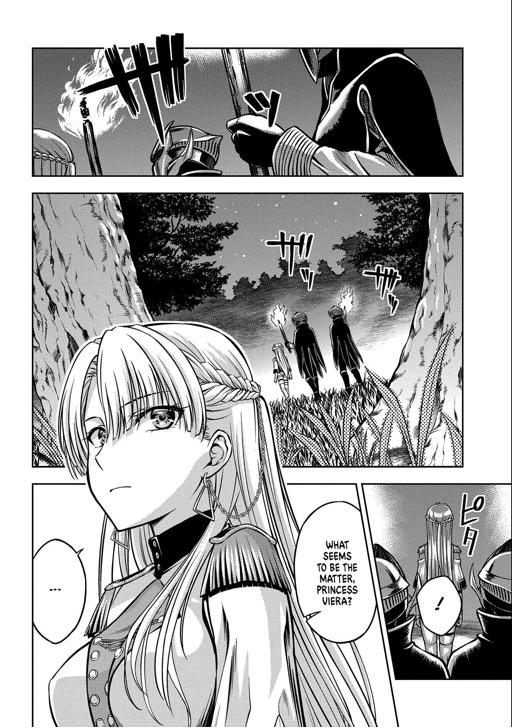 ザッ
ザッ
ザッ
ザッ
ピタ
!
WHAT
SEEMS
TO BE
THE
MATTER,
PRINCESS
VIERA?
---